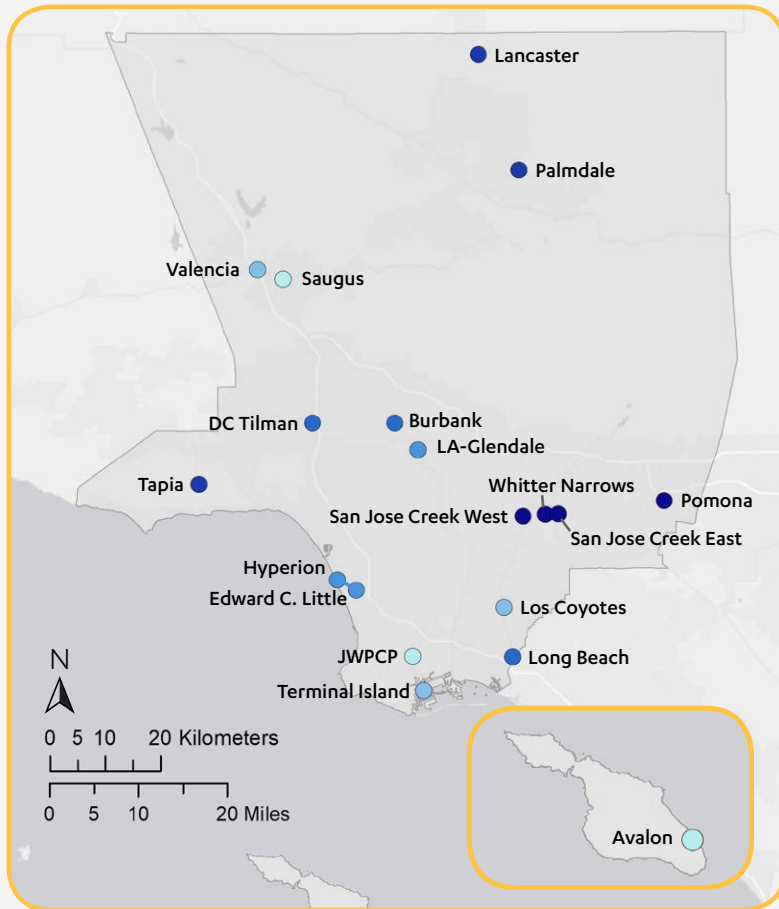 Lancaster
Palmdale
Valencia
Saugus
DC Tilman
Burbank
LA-Glendale
Tapia
Whitter Narrows
Pomona
San Jose Creek West
San Jose Creek East
Hyperion
Edward C. Little
Los Coyotes
JWPCP
Long Beach
Terminal Island
N
0 5 10 20 Kilometers
0 5 10 20 Miles
Avalon